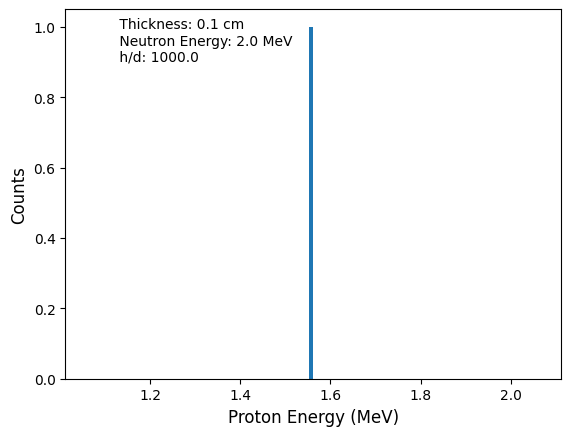 Thickness: 0.1 cm
Neutron Energy: 2.0 MeV
h/d: 1000.0
1.0
0.8
0.6
0.4
0.2
0.0
Counts
1.2 1.4 1.6 1.8 2.0
Proton Energy (MeV)